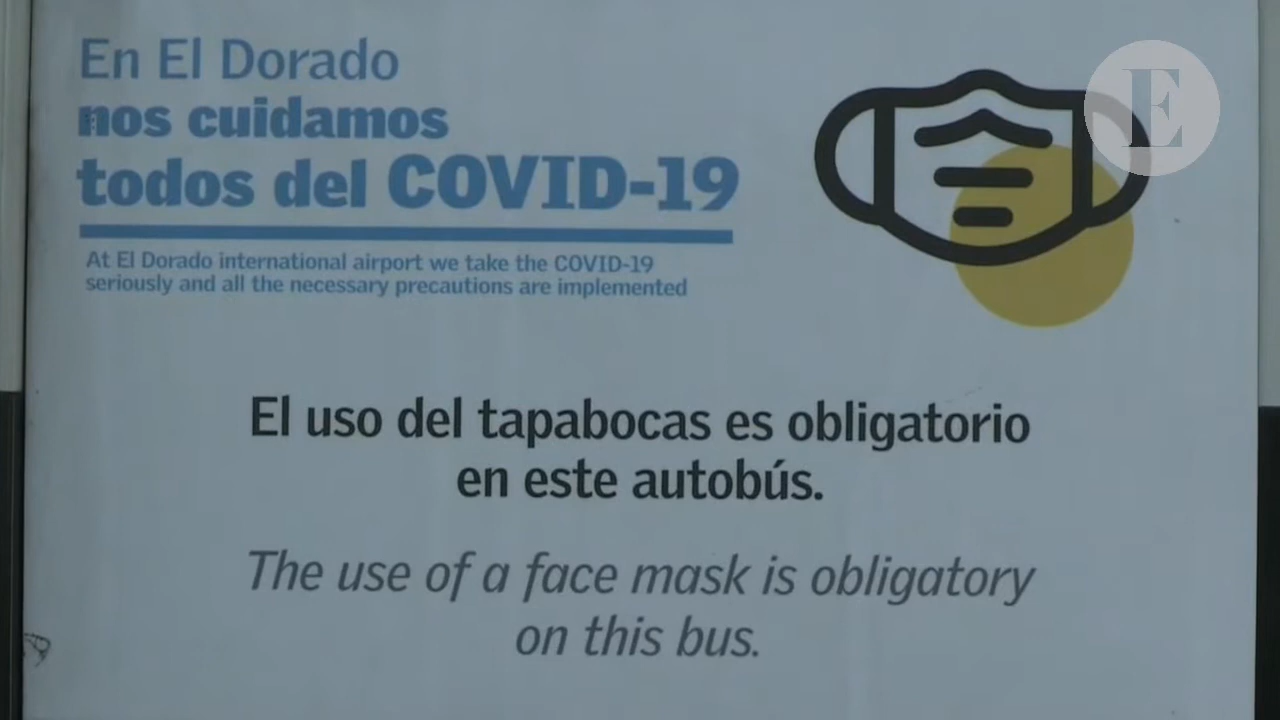 En El Dorado
nos cuidamos
todos del COVID-19
At El Dorado international airport we take the COVID-19
seriously and all the necessary precautions are implemented
El uso del tapabocas es obligatorio
en este autobús.
The use of a face mask is obligatory
on this bus.
E